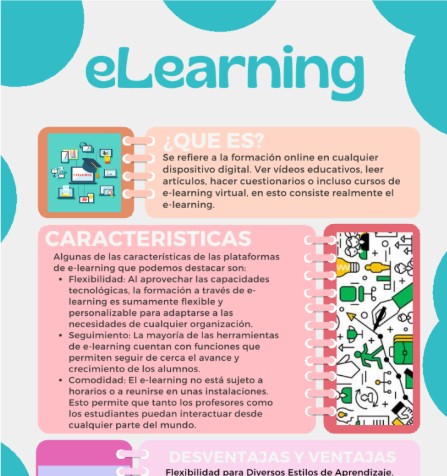 eLearning
¿QUE ES?
Se refiere a la formación online en cualquier
dispositivo digital. Ver vídeos educativos, leer
artículos, hacer cuestionarios o incluso cursos de
e-learning virtual, en esto consiste realmente el
e-learning.
CARACTERISTICAS
Algunas de las características de las plataformas
de e-learning que podemos destacar son:
• Flexibilidad: Al aprovechar las capacidades
tecnológicas, la formación a través de e-
learning es sumamente flexible y
personalizable para adaptarse a las
necesidades de cualquier organización.
• Seguimiento: La mayoría de las herramientas
de e-learning cuentan con funciones que
permiten seguir de cerca el avance y
crecimiento de los alumnos.
• Comodidad: El e-learning no está sujeto a
horarios o a reunirse en unas instalaciones.
Esto permite que tanto los profesores como
los estudiantes puedan interactuar desde
cualquier parte del mundo.
DESVENTAJAS Y VENTAJAS
Flexibilidad para Diversos Estilos de Aprendizaje.